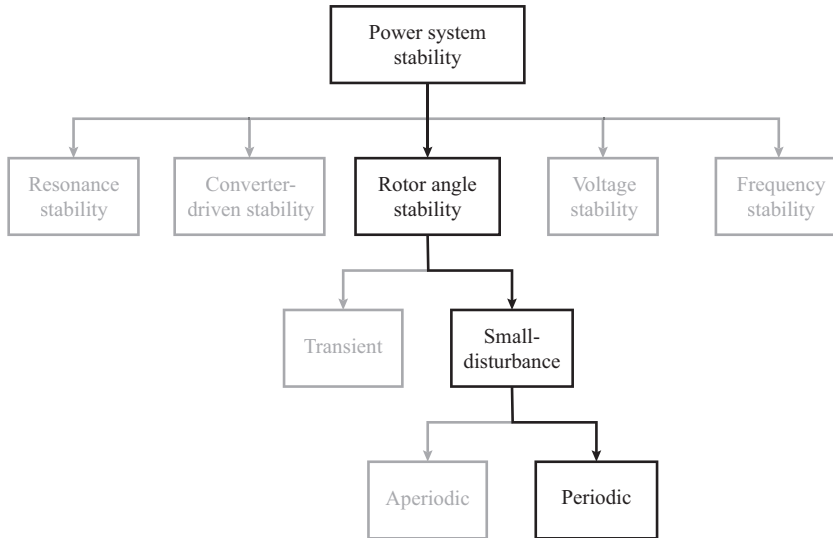 Power system
stability
Resonance
stability
Converter-
driven stability
Rotor angle
stability
Voltage
stability
Frequency
stability
Transient
Small-
disturbance
Aperiodic
Periodic